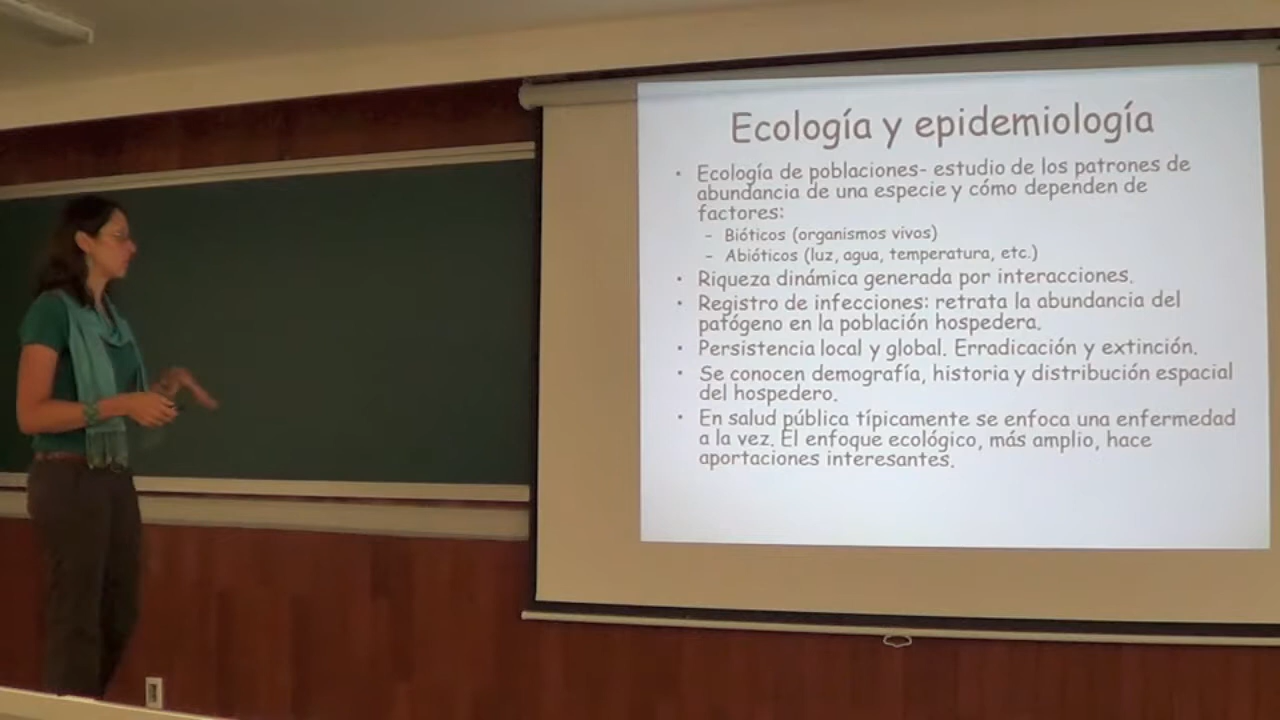 Ecología y epidemiología
• Ecología de poblaciones- estudio de los patrones de
abundancia de una especie y cómo dependen de
factores:
- Bióticos (organismos vivos)
- Abióticos (luz, agua, temperatura, etc.)
• Riqueza dinámica generada por interacciones.
• Registro de infecciones: retrata la abundancia del
patógeno en la población hospedera.
• Persistencia local y global. Erradicación y extinción.
• Se conocen demografía, historia y distribución espacial
del hospedero.
• En salud pública típicamente se enfoca una enfermedad
a la vez. El enfoque ecológico, más amplio, hace
aportaciones interesantes.